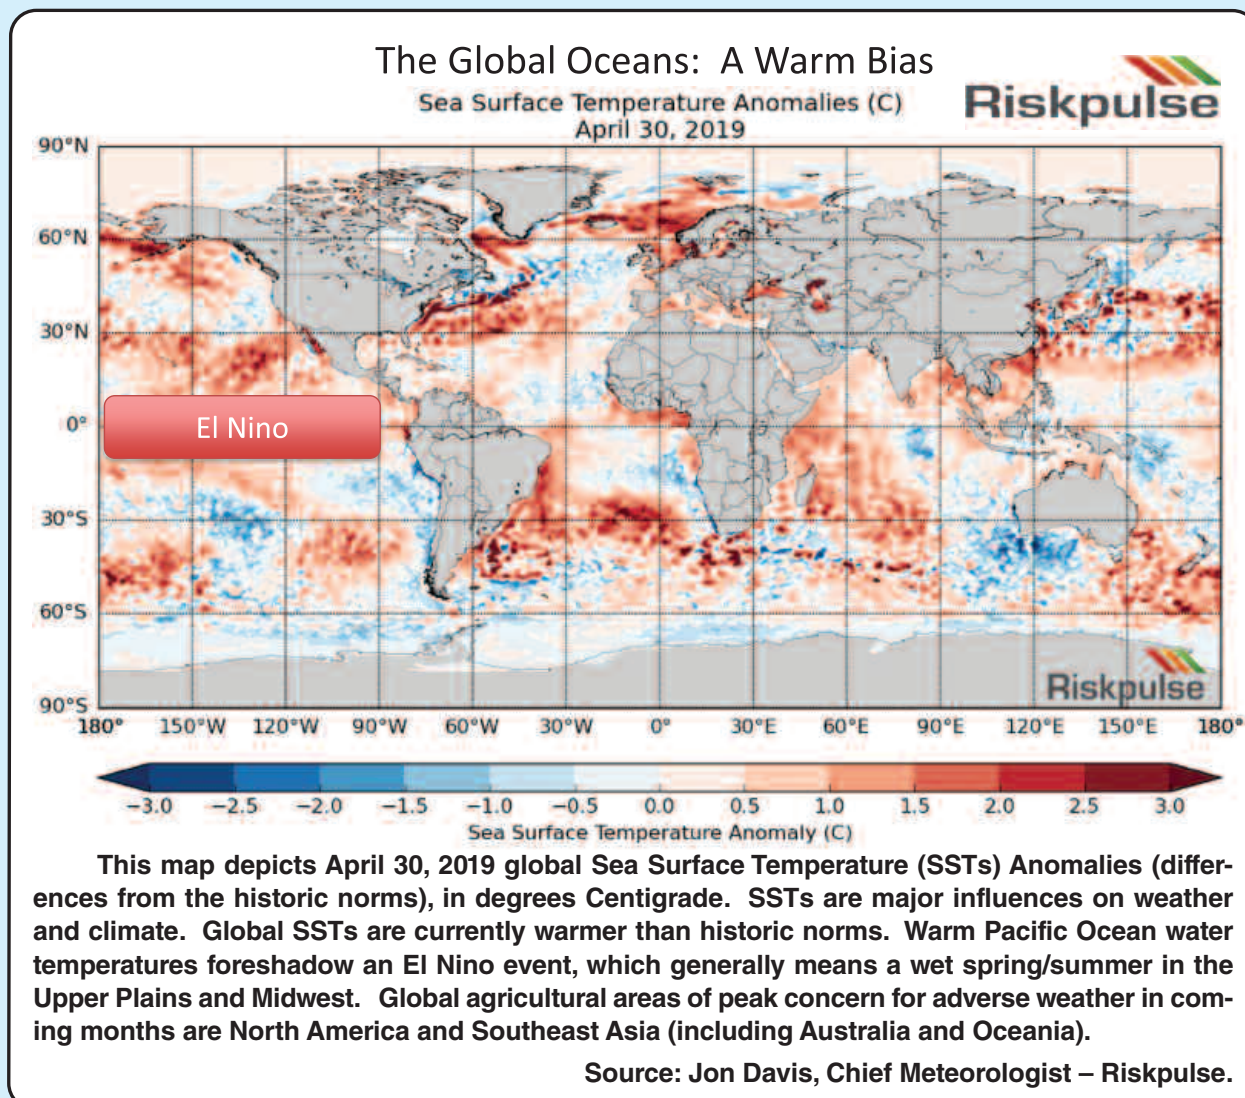 The Global Oceans:  A Warm Bias
Riskpulse
Sea Surface Temperature Anomalies (C)
April 30, 2019
90°N
60°N
30°N
0°
30°S
60°S
90°S
El Nino
Riskpulse
180° 150°W 120°W 90°W 60°W 30°W 0° 30°E 60°E 90°E 120°E 150°E 180°
−3.0 −2.5 −2.0 −1.5 −1.0 −0.5 0.0 0.5 1.0 1.5 2.0 2.5 3.0
Sea Surface Temperature Anomaly (C)
This map depicts April 30, 2019 global Sea Surface Temperature (SSTs) Anomalies (differ-
ences from the historic norms), in degrees Centigrade.  SSTs are major influences on weather
and climate.  Global SSTs are currently warmer than historic norms.  Warm Pacific Ocean water
temperatures foreshadow an El Nino event, which generally means a wet spring/summer in the
Upper Plains and Midwest.   Global agricultural areas of peak concern for adverse weather in com-
ing months are North America and Southeast Asia (including Australia and Oceania).
Source: Jon Davis, Chief Meteorologist – Riskpulse.